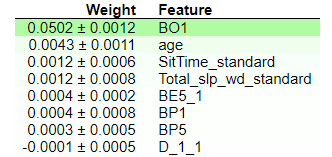 Weight Feature
0.0502 ± 0.0012 BO1
0.0043 ± 0.0011 age
0.0012 ± 0.0006 SitTime_standard
0.0012 ± 0.0008 Total_slp_wd_standard
0.0004 ± 0.0002 BE5_1
0.0004 ± 0.0008 BP1
0.0003 ± 0.0005 BP5
-0.0001 ± 0.0005 D_1_1